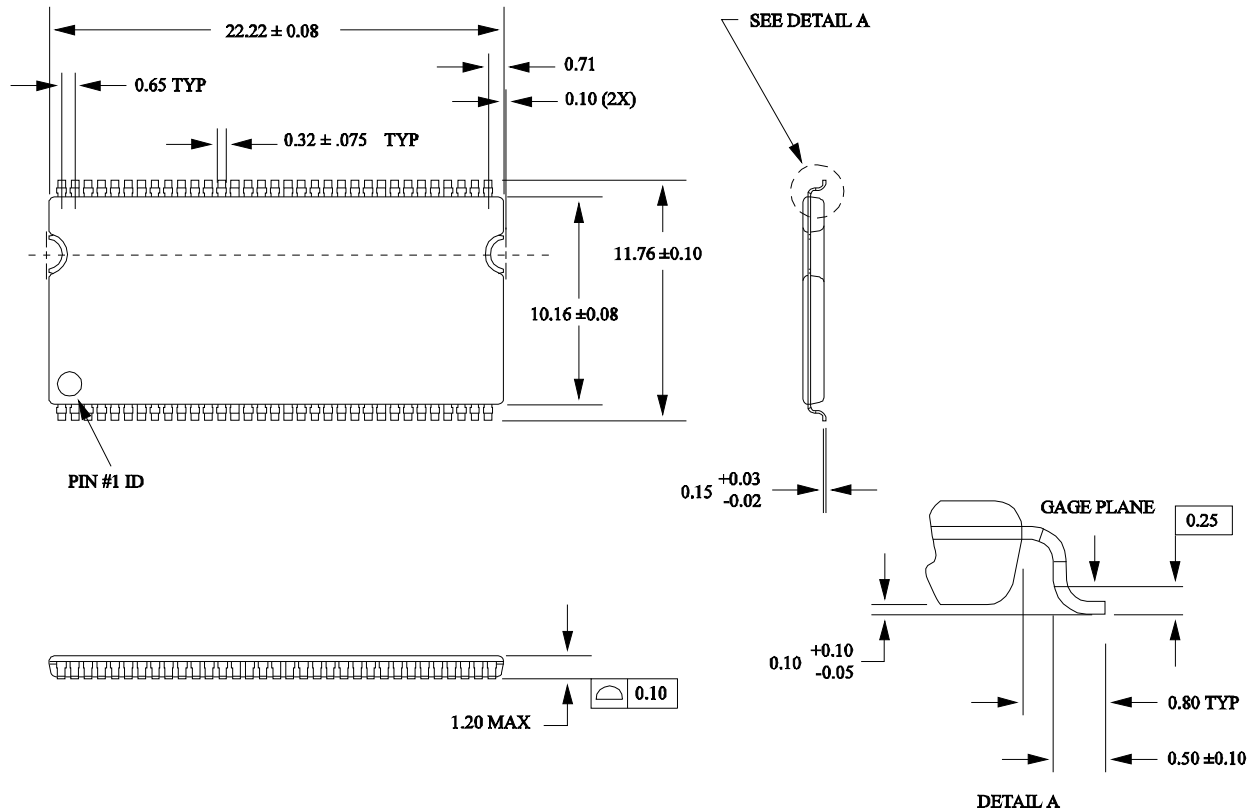 SEE DETAIL A
22.22 ± 0.08
0.71
0.65 TYP
0.10 (2X)
0.32 ± .075 TYP
11.76 ±0.10
10.16 ±0.08
PIN #1 ID
0.15 +0.03
-0.02
GAGE PLANE
0.25
0.10 +0.10
-0.05
0.10
1.20 MAX
0.80 TYP
0.50 ±0.10
DETAIL A